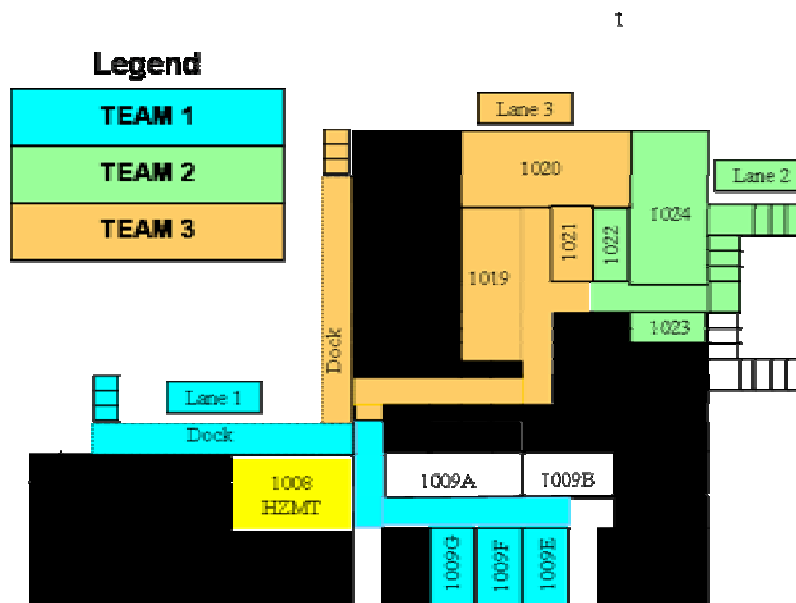 Legend
TEAM 1
TEAM 2
TEAM 3
Lane 3
1020
Lane 2
1024
1021
1022
1019
1023
Dock
Lane 1
Dock
1008
HZMT
1009A
1009B
1009G
1009F
1009E